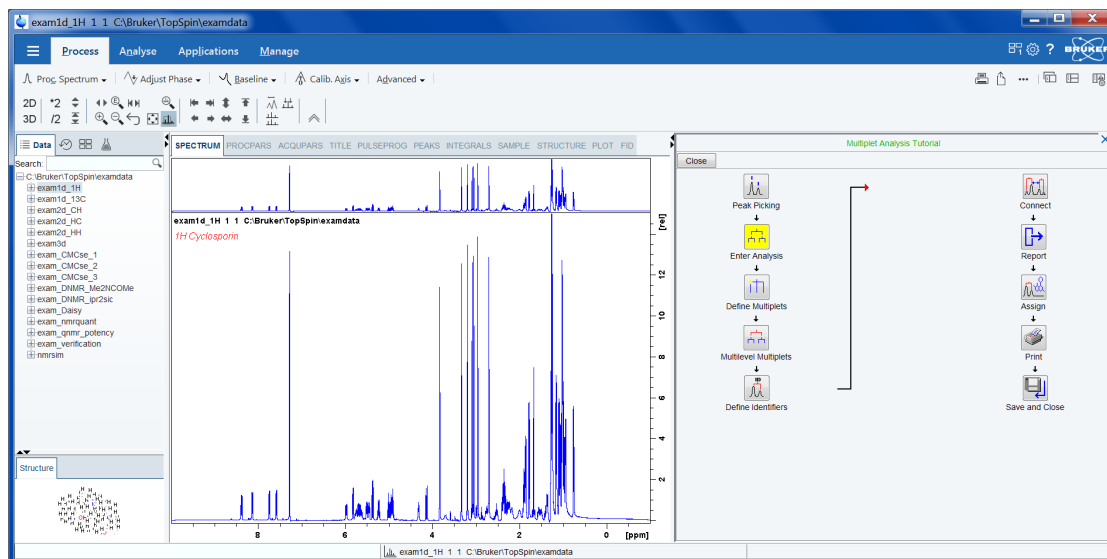 exam1d_1H 1 1 C:\Bruker\TopSpin\examdata
Process Analyse Applications Manage
BRUKER
Proc. Spectrum Adjust Phase Baseline Calib. Axis Advanced
2D *2
3D /2
Data
Search:
C:\Bruker\TopSpin\examdata
exam1d_1H
exam1d_13C
exam2d_CH
exam2d_HC
exam2d_HH
exam3d
exam_CMCse_1
exam_CMCse_2
exam_CMCse_3
exam_DNMR_Me2NCOMe
exam_DNMR_ipr2sic
exam_Daisy
exam_nmrquant
exam_qnmr_potency
exam_verification
nmrsim
Structure
SPECTRUM PROCPARS ACQUPARS TITLE PULSEPROG PEAKS INTEGRALS SAMPLE STRUCTURE PLOT FID
exam1d_1H 1 1 C:\Bruker\TopSpin\examdata
1H Cyclosporin
[rel]
12
10
8
6
4
2
8 6 4 2 0 [ppm]
Multiplet Analysis Tutorial
Close
Peak Picking
Enter Analysis
Define Multiplets
Multilevel Multiplets
Define Identifiers
Connect
Report
Assign
Print
Save and Close
exam1d_1H 1 1 C:\Bruker\TopSpin\examdata